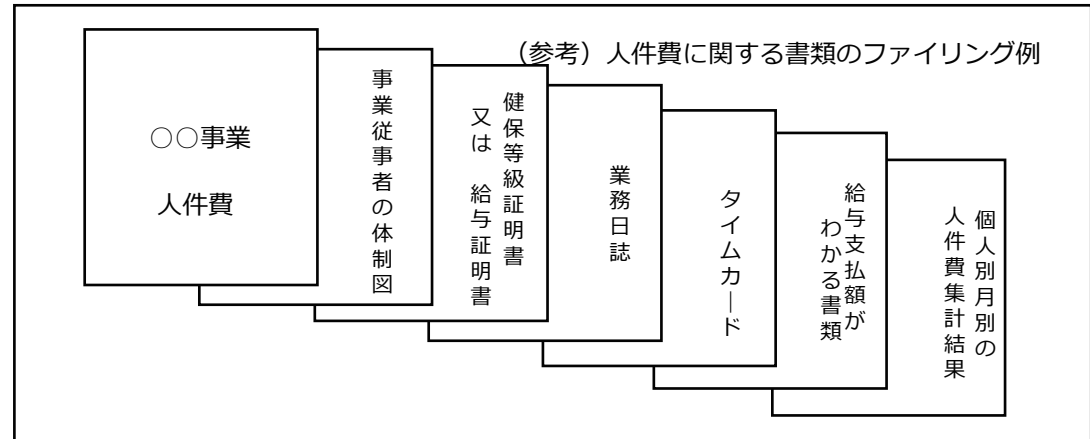 (参考)人件費に関する書類のファイリング例
○○事業
人件費
事業従事者の体制図
健保等級証明書
又は 給与証明書
業務日誌
タイムカード
給与支払額が
わかる書類
個人別月別の
人件費集計結果